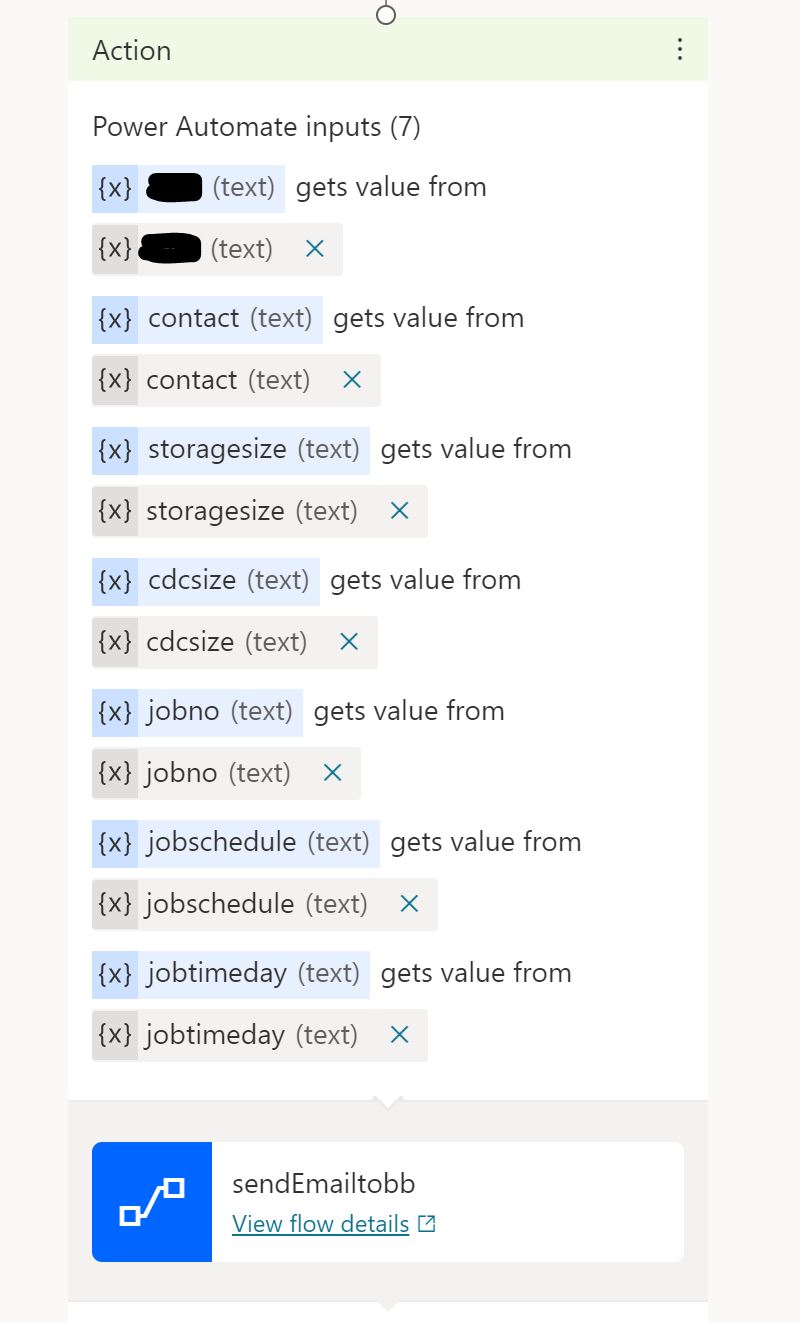 Action
Power Automate inputs (7)
{x} (text) gets value from
{x} (text)
{x} contact (text) gets value from
{x} contact (text)
{x} storagesize (text) gets value from
{x} storagesize (text)
{x} cdcsize (text) gets value from
{x} cdcsize (text)
{x} jobno (text) gets value from
{x} jobno (text)
{x} jobschedule (text) gets value from
{x} jobschedule (text)
{x} jobtimeday (text) gets value from
{x} jobtimeday (text)
sendEmailtobb
View flow details